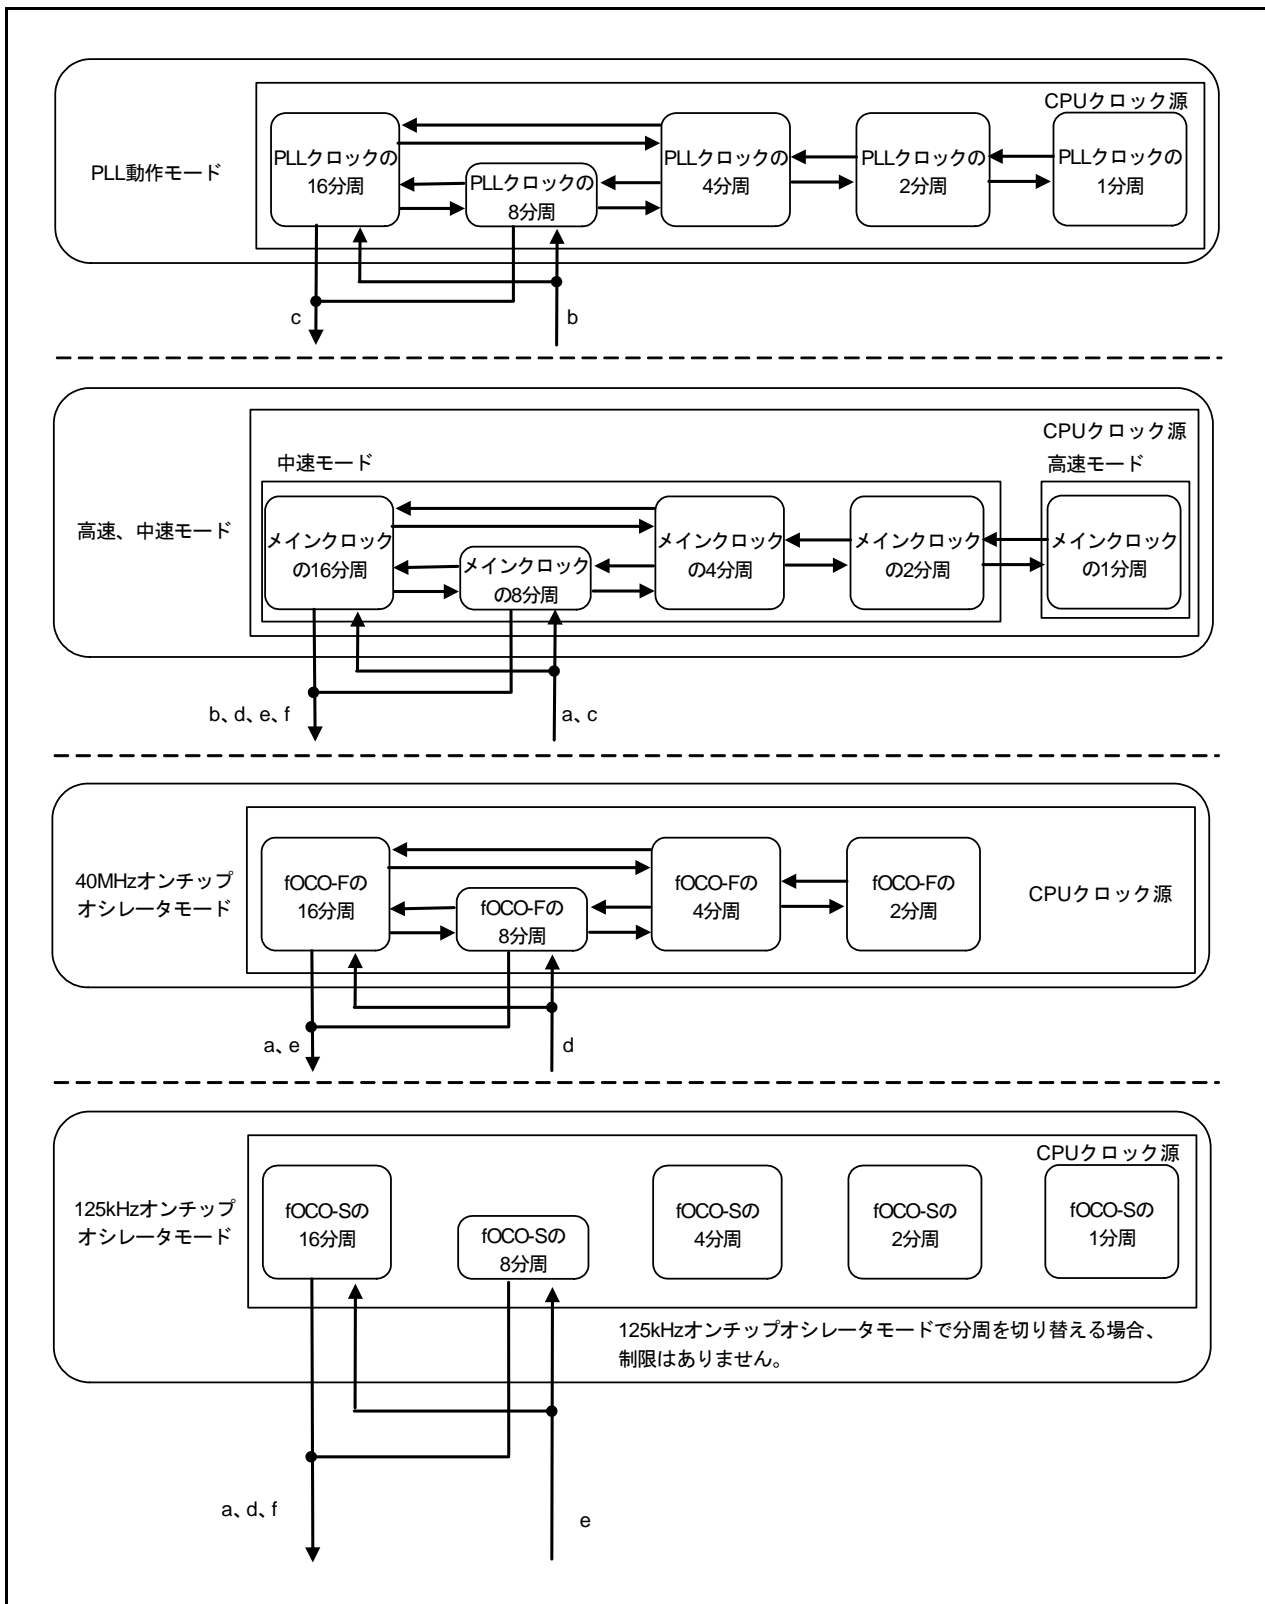 CPUクロック源
PLL動作モード
PLLクロックの
16分周
PLLクロックの
8分周
PLLクロックの
4分周
PLLクロックの
2分周
PLLクロックの
1分周
c
b
CPUクロック源
中速モード
高速モード
高速、中速モード
メインクロック
の16分周
メインクロック
の8分周
メインクロック
の4分周
メインクロック
の2分周
メインクロック
の1分周
b、d、e、f
a、c
40MHzオンチップ
オシレータモード
fOCO-Fの
16分周
fOCO-Fの
8分周
fOCO-Fの
4分周
fOCO-Fの
2分周
CPUクロック源
a、e
d
CPUクロック源
125kHzオンチップ
オシレータモード
fOCO-Sの
16分周
fOCO-Sの
8分周
fOCO-Sの
4分周
fOCO-Sの
2分周
fOCO-Sの
1分周
125kHzオンチップオシレータモードで分周を切り替える場合、
制限はありません。
a、d、f
e